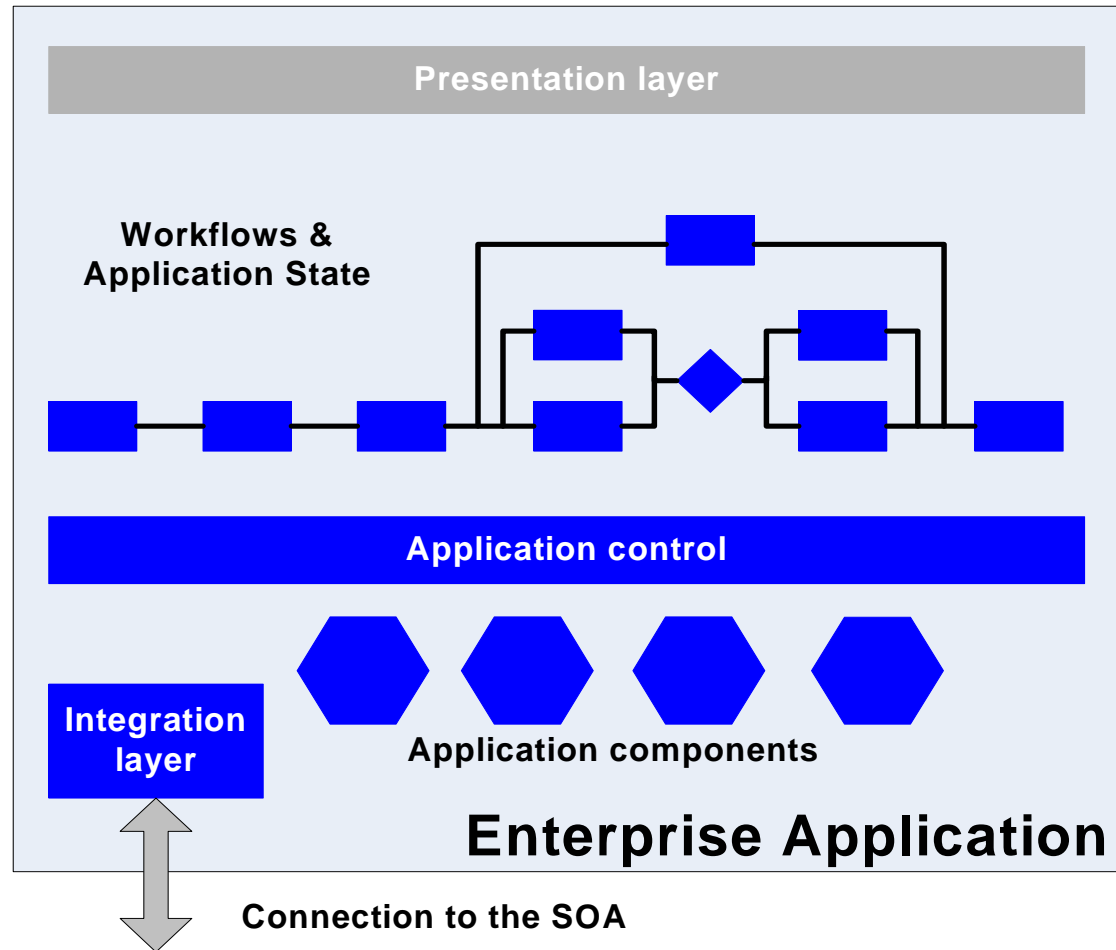 Presentation layer
Workflows &
Application State
Application control
Integration
layer
Application components
Enterprise Application
Connection to the SOA